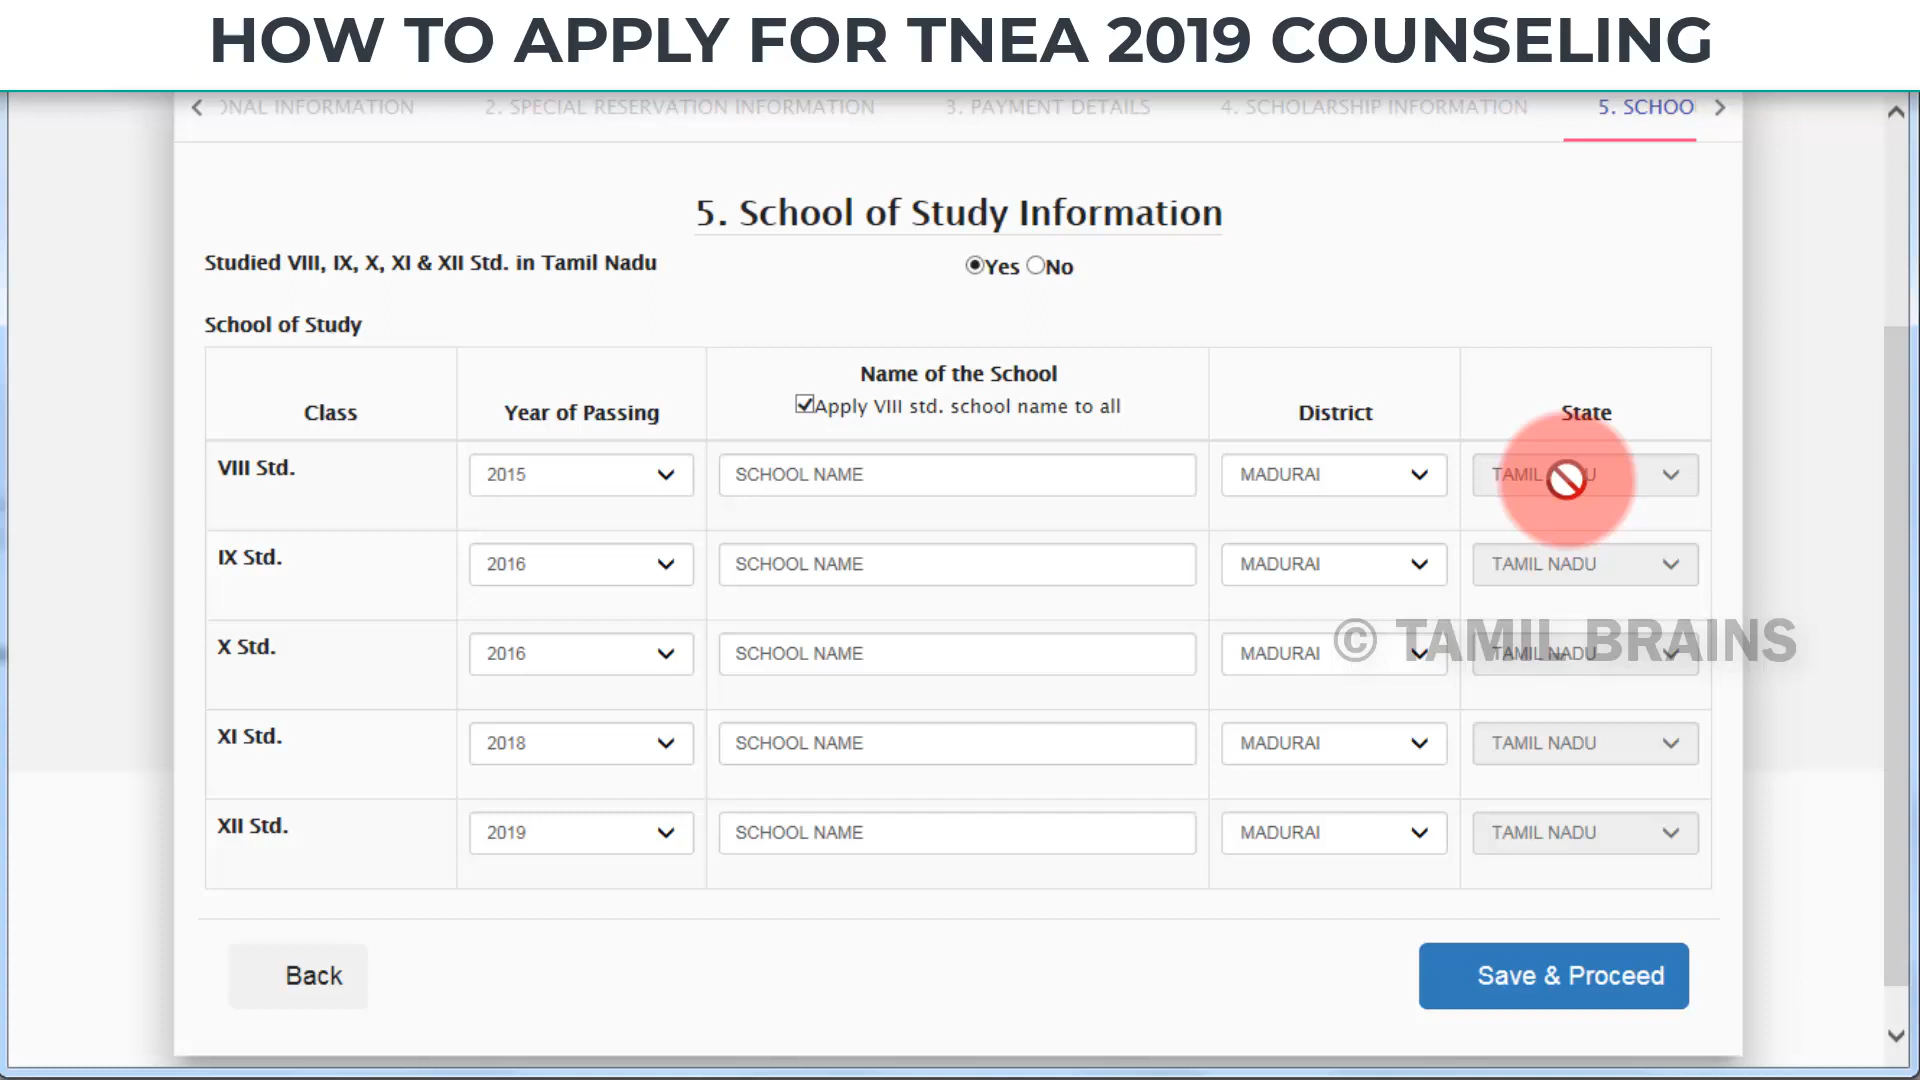 HOW TO APPLY FOR TNEA 2019 COUNSELING
ONAL INFORMATION 2. SPECIAL RESERVATION INFORMATION 3. PAYMENT DETAILS 4. SCHOLARSHIP INFORMATION 5. SCHOO
5. School of Study Information
Studied VIII, IX, X, XI & XII Std. in Tamil Nadu Yes No
School of Study
Name of the School
Apply VIII std. school name to all
Class Year of Passing District State
VIII Std. 2015 SCHOOL NAME MADURAI TAMIL
IX Std. 2016 SCHOOL NAME MADURAI TAMIL NADU
© TAMIL BRAINS
X Std. 2016 SCHOOL NAME MADURAI TAMIL NADU
XI Std. 2018 SCHOOL NAME MADURAI TAMIL NADU
XII Std. 2019 SCHOOL NAME MADURAI TAMIL NADU
Back Save & Proceed